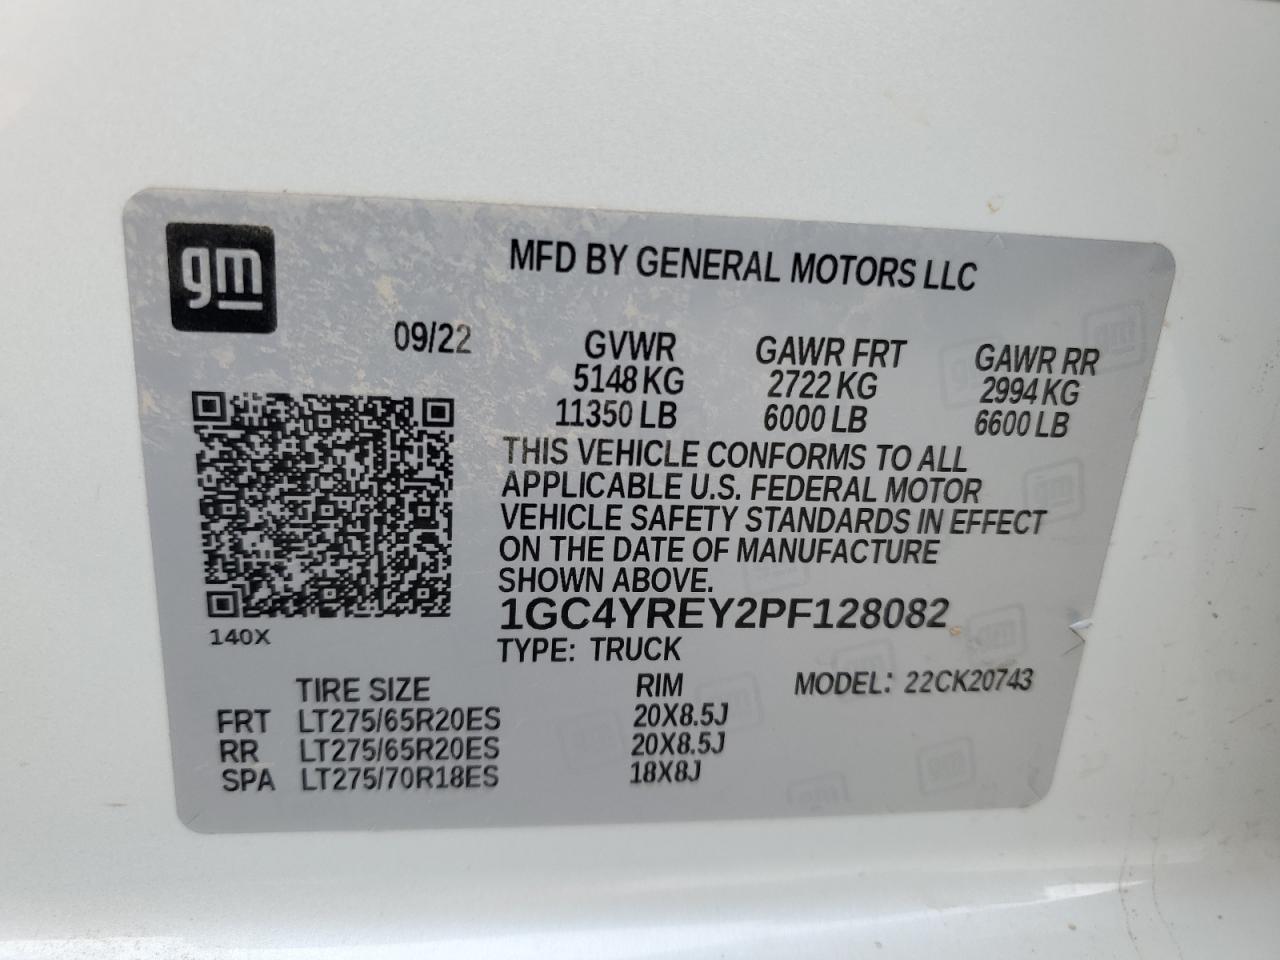 gm
MFD BY GENERAL MOTORS LLC
09/22
GVWR GAWR FRT GAWR RR
5148 KG 2722 KG 2994 KG
11350 LB 6000 LB 6600 LB
THIS VEHICLE CONFORMS TO ALL
APPLICABLE U.S. FEDERAL MOTOR
VEHICLE SAFETY STANDARDS IN EFFECT
ON THE DATE OF MANUFACTURE
SHOWN ABOVE.
1GC4YREY2PF128082
140X
TYPE: TRUCK
TIRE SIZE RIM MODEL: 22CK20743
FRT LT275/65R20ES 20X8.5J
RR LT275/65R20ES 20X8.5J
SPA LT275/70R18ES 18X8J